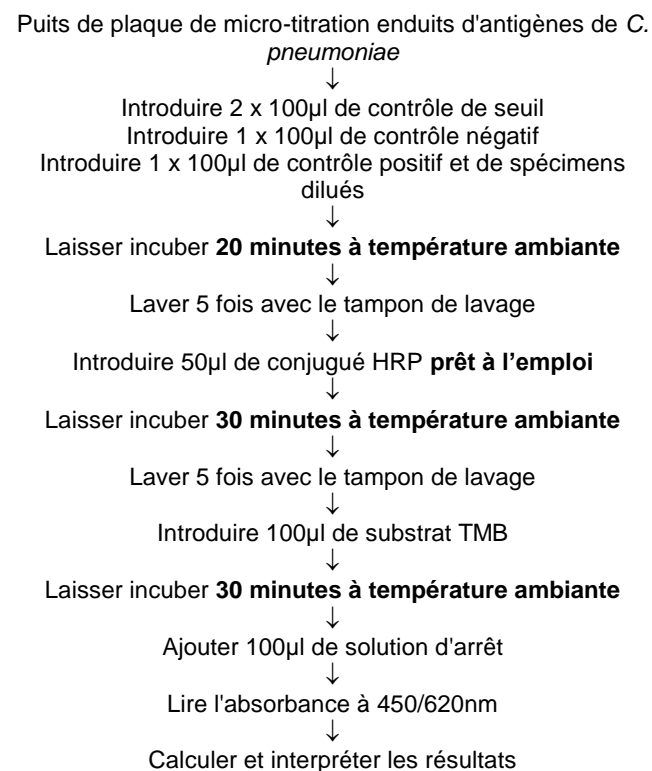 Puits de plaque de micro-titration enduits d'antigènes de C.
pneumoniae
↓
Introduire 2 x 100µl de contrôle de seuil
Introduire 1 x 100µl de contrôle négatif
Introduire 1 x 100µl de contrôle positif et de spécimens
dilués
↓
Laisser incuber 20 minutes à température ambiante
↓
Laver 5 fois avec le tampon de lavage
↓
Introduire 50µl de conjugué HRP prêt à l’emploi
↓
Laisser incuber 30 minutes à température ambiante
↓
Laver 5 fois avec le tampon de lavage
↓
Introduire 100µl de substrat TMB
↓
Laisser incuber 30 minutes à température ambiante
↓
Ajouter 100µl de solution d'arrêt
↓
Lire l'absorbance à 450/620nm
↓
Calculer et interpréter les résultats